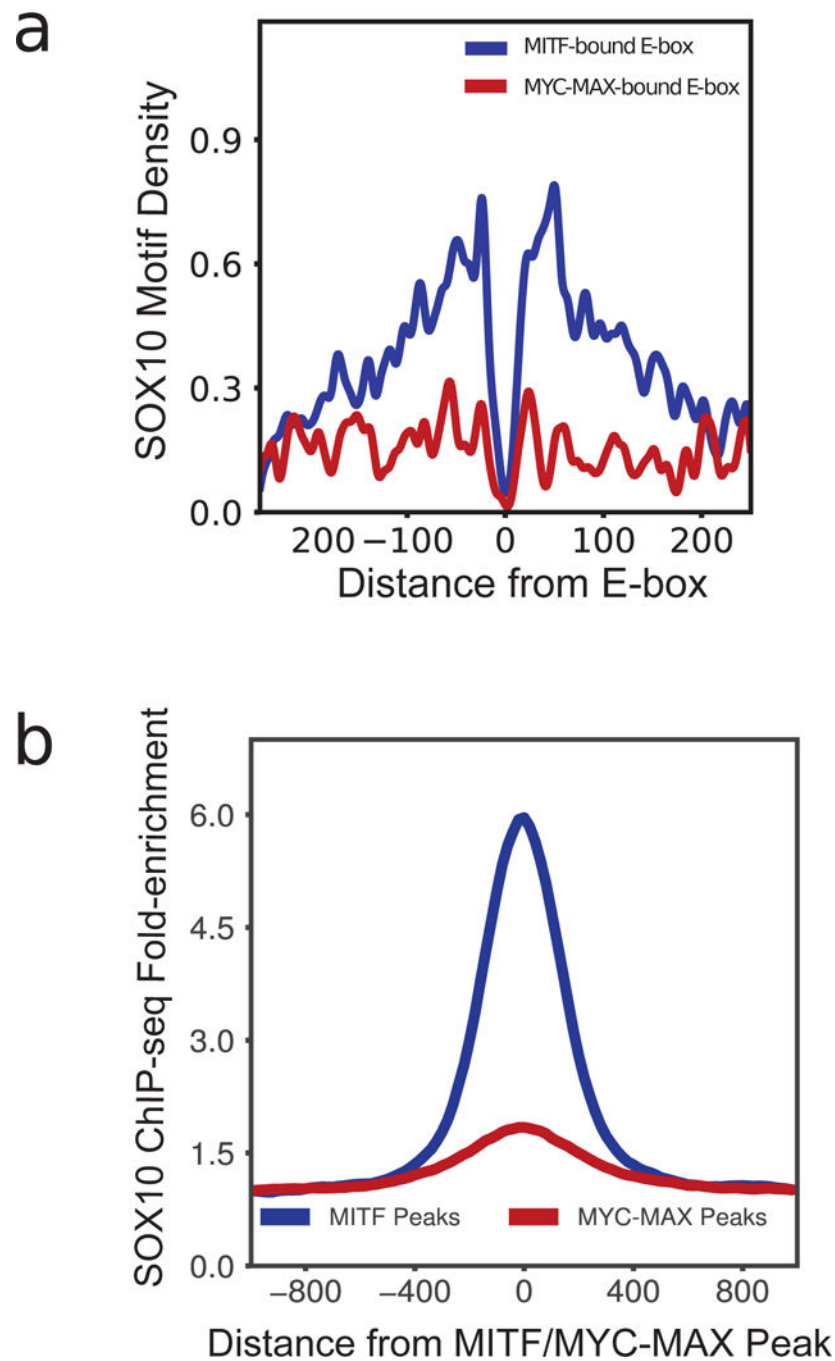 a
MITF-bound E-box
MYC-MAX-bound E-box
SOX10 Motif Density
0.9
0.6
0.3
0.0
200 −100 0 100 200
Distance from E-box
b
SOX10 ChIP-seq Fold-enrichment
6.0
4.5
3.0
1.5
0.0
MITF Peaks MYC-MAX Peaks
−800 −400 0 400 800
Distance from MITF/MYC-MAX Peak